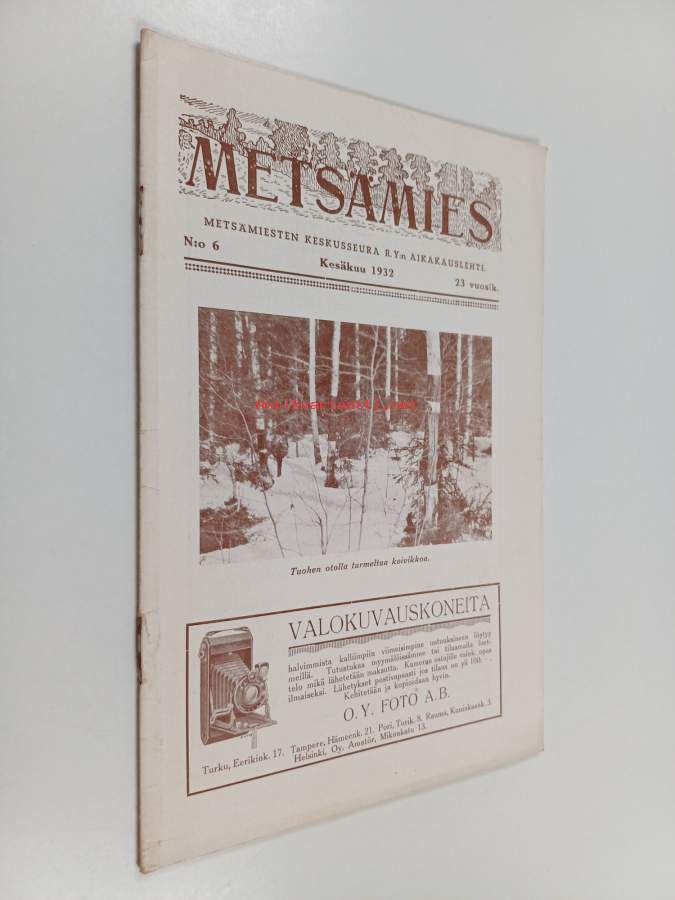 METSÄMIES
METSÄMIESTEN KESKUSSEURA R.Y:n AIKAKAUSLEHTI.
N:o 6 Kesäkuu 1932 23 vuosik.
Tuohen otolla turmeltua koivikkoa.
VALOKUVAUSKONEITA
halvimmista kalliimpiin viimeisimpine uutuuksineen löytyy
meillä. Tutustukaa myymälöissämme tai tilaamalla luet-
telo mikä lähetetään maksutta. Kameran ostajille valok. opas
ilmaiseksi. Lähetykset postivapaasti jos tilaus on yli 100. -
Kehitetään ja kopioidaan hyvin.
O.Y. FOTO A.B.
Turku, Eerikink. 17. Tampere, Hämeenk. 21. Pori, Torik. 8. Rauma, Kuninkaank. 3.
Helsinki, Oy. Amatör, Mikonkatu 13.